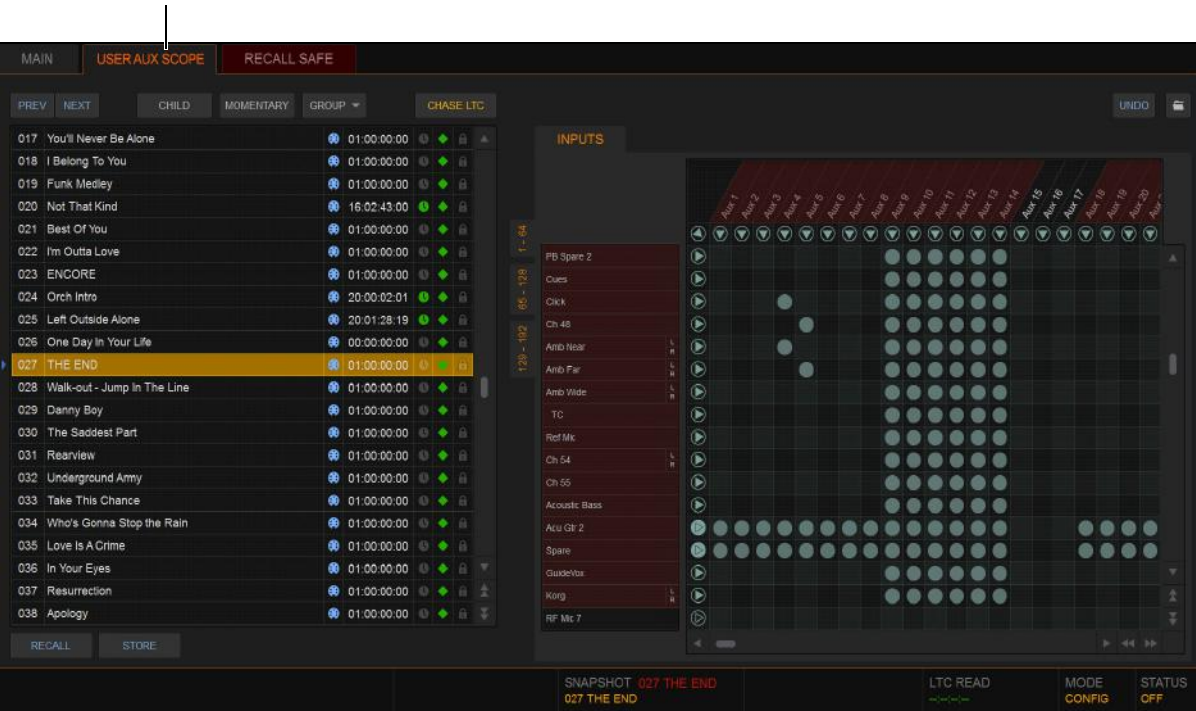 MAIN USER AUX SCOPE RECALL SAFE
PREV NEXT CHILD MOMENTARY GROUP CHASE LTC UNDO
017 You'll Never Be Alone 01:00:00:00
018 I Belong To You 01:00:00:00
019 Funk Medley 01:00:00:00
020 Not That Kind 16:02:43:00
021 Best Of You 01:00:00:00
022 I'm Outta Love 01:00:00:00
023 ENCORE 01:00:00:00
024 Orch Intro 20:00:02:01
025 Left Outside Alone 20:01:28:19
026 One Day In Your Life 00:00:00:00
027 THE END 01:00:00:00
028 Walk-out - Jump In The Line 01:00:00:00
029 Danny Boy 01:00:00:00
030 The Saddest Part 01:00:00:00
031 Rearview 01:00:00:00
032 Underground Army 01:00:00:00
033 Take This Chance 01:00:00:00
034 Who's Gonna Stop the Rain 01:00:00:00
035 Love Is A Crime 01:00:00:00
036 In Your Eyes 01:00:00:00
037 Resurrection 01:00:00:00
038 Apology 01:00:00:00
RECALL STORE
1 - 64
65 - 128
129 - 192
INPUTS
Aux 1 Aux 2 Aux 3 Aux 4 Aux 5 Aux 6 Aux 7 Aux 8 Aux 9 Aux 10 Aux 11 Aux 12 Aux 13 Aux 14 Aux 15 Aux 16 Aux 17 Aux 18 Aux 19 Aux 20
PB Spare 2
Cues
Click
Ch 48
Amb Near L R
Amb Far L R
Amb Wide L R
TC
Ref Mic
Ch 54 L R
Ch 55
Acoustic Bass
Acu Gtr 2
Spare
GuideVox
Korg L R
RF Mic 7
SNAPSHOT 027 THE END
027 THE END
LTC READ
--:--:--:--
MODE
CONFIG
STATUS
OFF